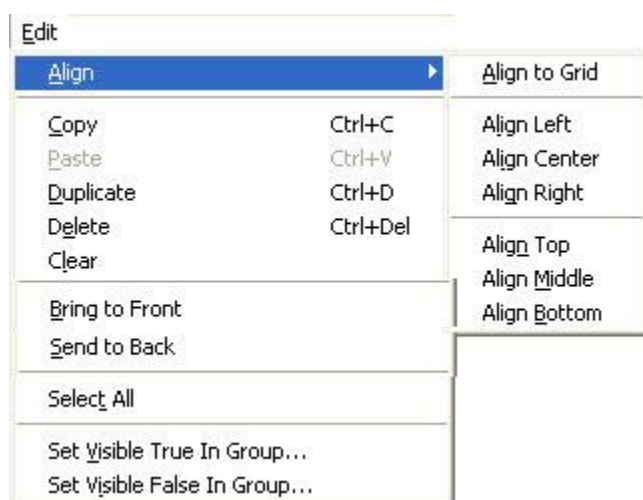 Edit
Align
Copy Ctrl+C
Paste Ctrl+V
Duplicate Ctrl+D
Delete Ctrl+Del
Clear
Bring to Front
Send to Back
Select All
Set Visible True In Group...
Set Visible False In Group...
Align to Grid
Align Left
Align Center
Align Right
Align Top
Align Middle
Align Bottom